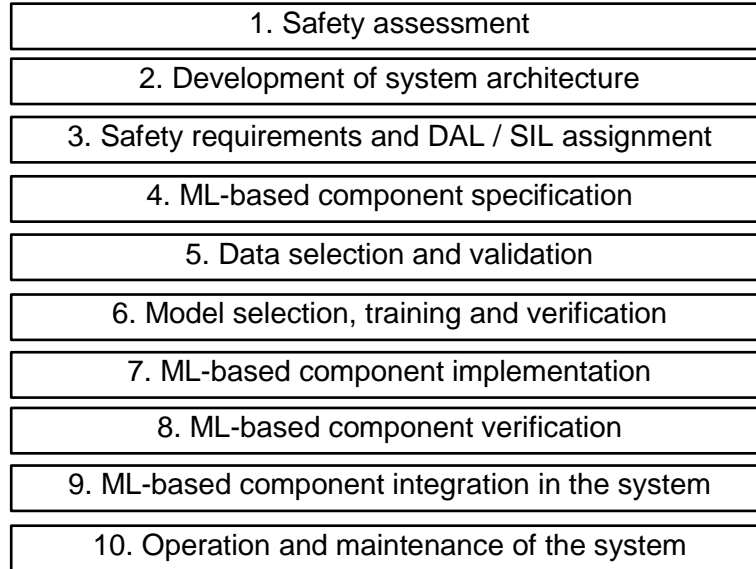 1. Safety assessment
2. Development of system architecture
3. Safety requirements and DAL / SIL assignment
4. ML-based component specification
5. Data selection and validation
6. Model selection, training and verification
7. ML-based component implementation
8. ML-based component verification
9. ML-based component integration in the system
10. Operation and maintenance of the system